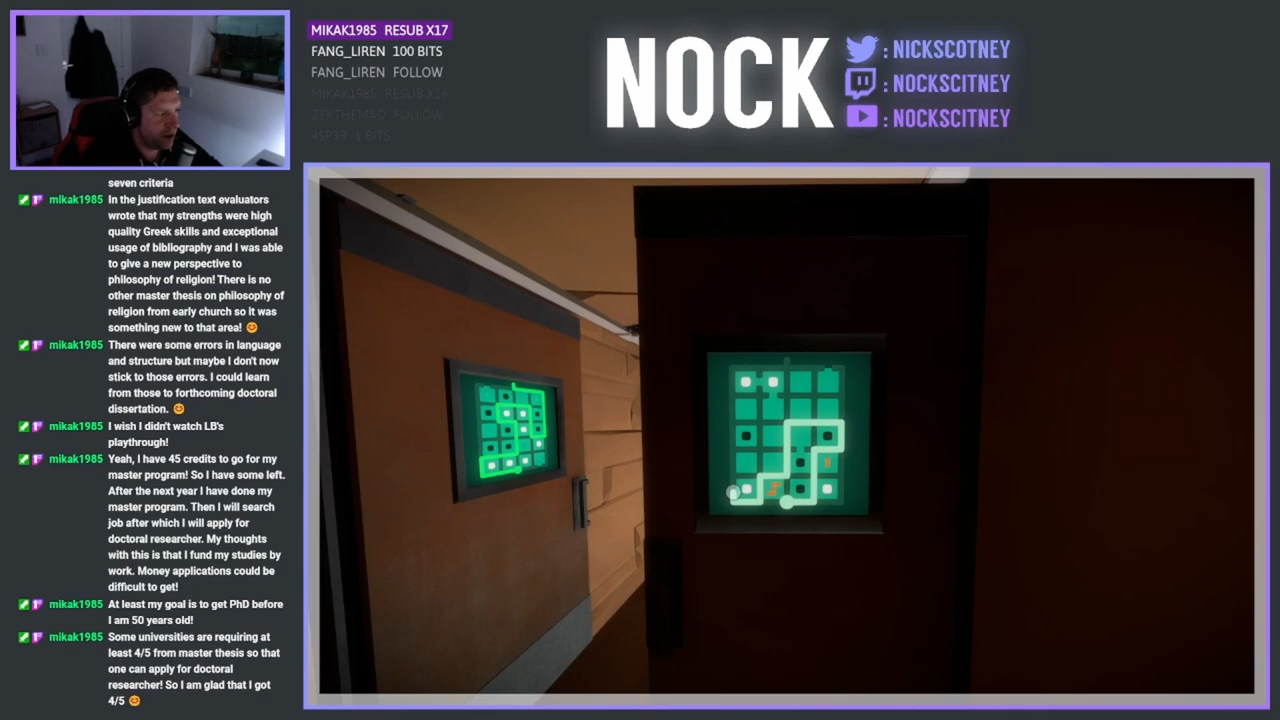 MIKAK1985 RESUB X17
FANG_LIREN 100 BITS
FANG_LIREN FOLLOW
MIKAK1985 RESUB X16
ZEKTHEMAD FOLLOW
4SP3R 1 BITS
NOCK
: NICKSCOTNEY
: NOCKSCITNEY
: NOCKSCITNEY
seven criteria
mikak1985 In the justification text evaluators
wrote that my strengths were high
quality Greek skills and exceptional
usage of bibliography and I was able
to give a new perspective to
philosophy of religion! There is no
other master thesis on philosophy of
religion from early church so it was
something new to that area! 😊
mikak1985 There were some errors in language
and structure but maybe I don't now
stick to those errors. I could learn
from those to forthcoming doctoral
dissertation. 😊
mikak1985 I wish I didn't watch LB's
playthrough!
mikak1985 Yeah, I have 45 credits to go for my
master program! So I have some left.
After the next year I have done my
master program. Then I will search
job after which I will apply for
doctoral researcher. My thoughts
with this is that I fund my studies by
work. Money applications could be
difficult to get!
mikak1985 At least my goal is to get PhD before
I am 50 years old!
mikak1985 Some universities are requiring at
least 4/5 from master thesis so that
one can apply for doctoral
researcher! So I am glad that I got
4/5 😊